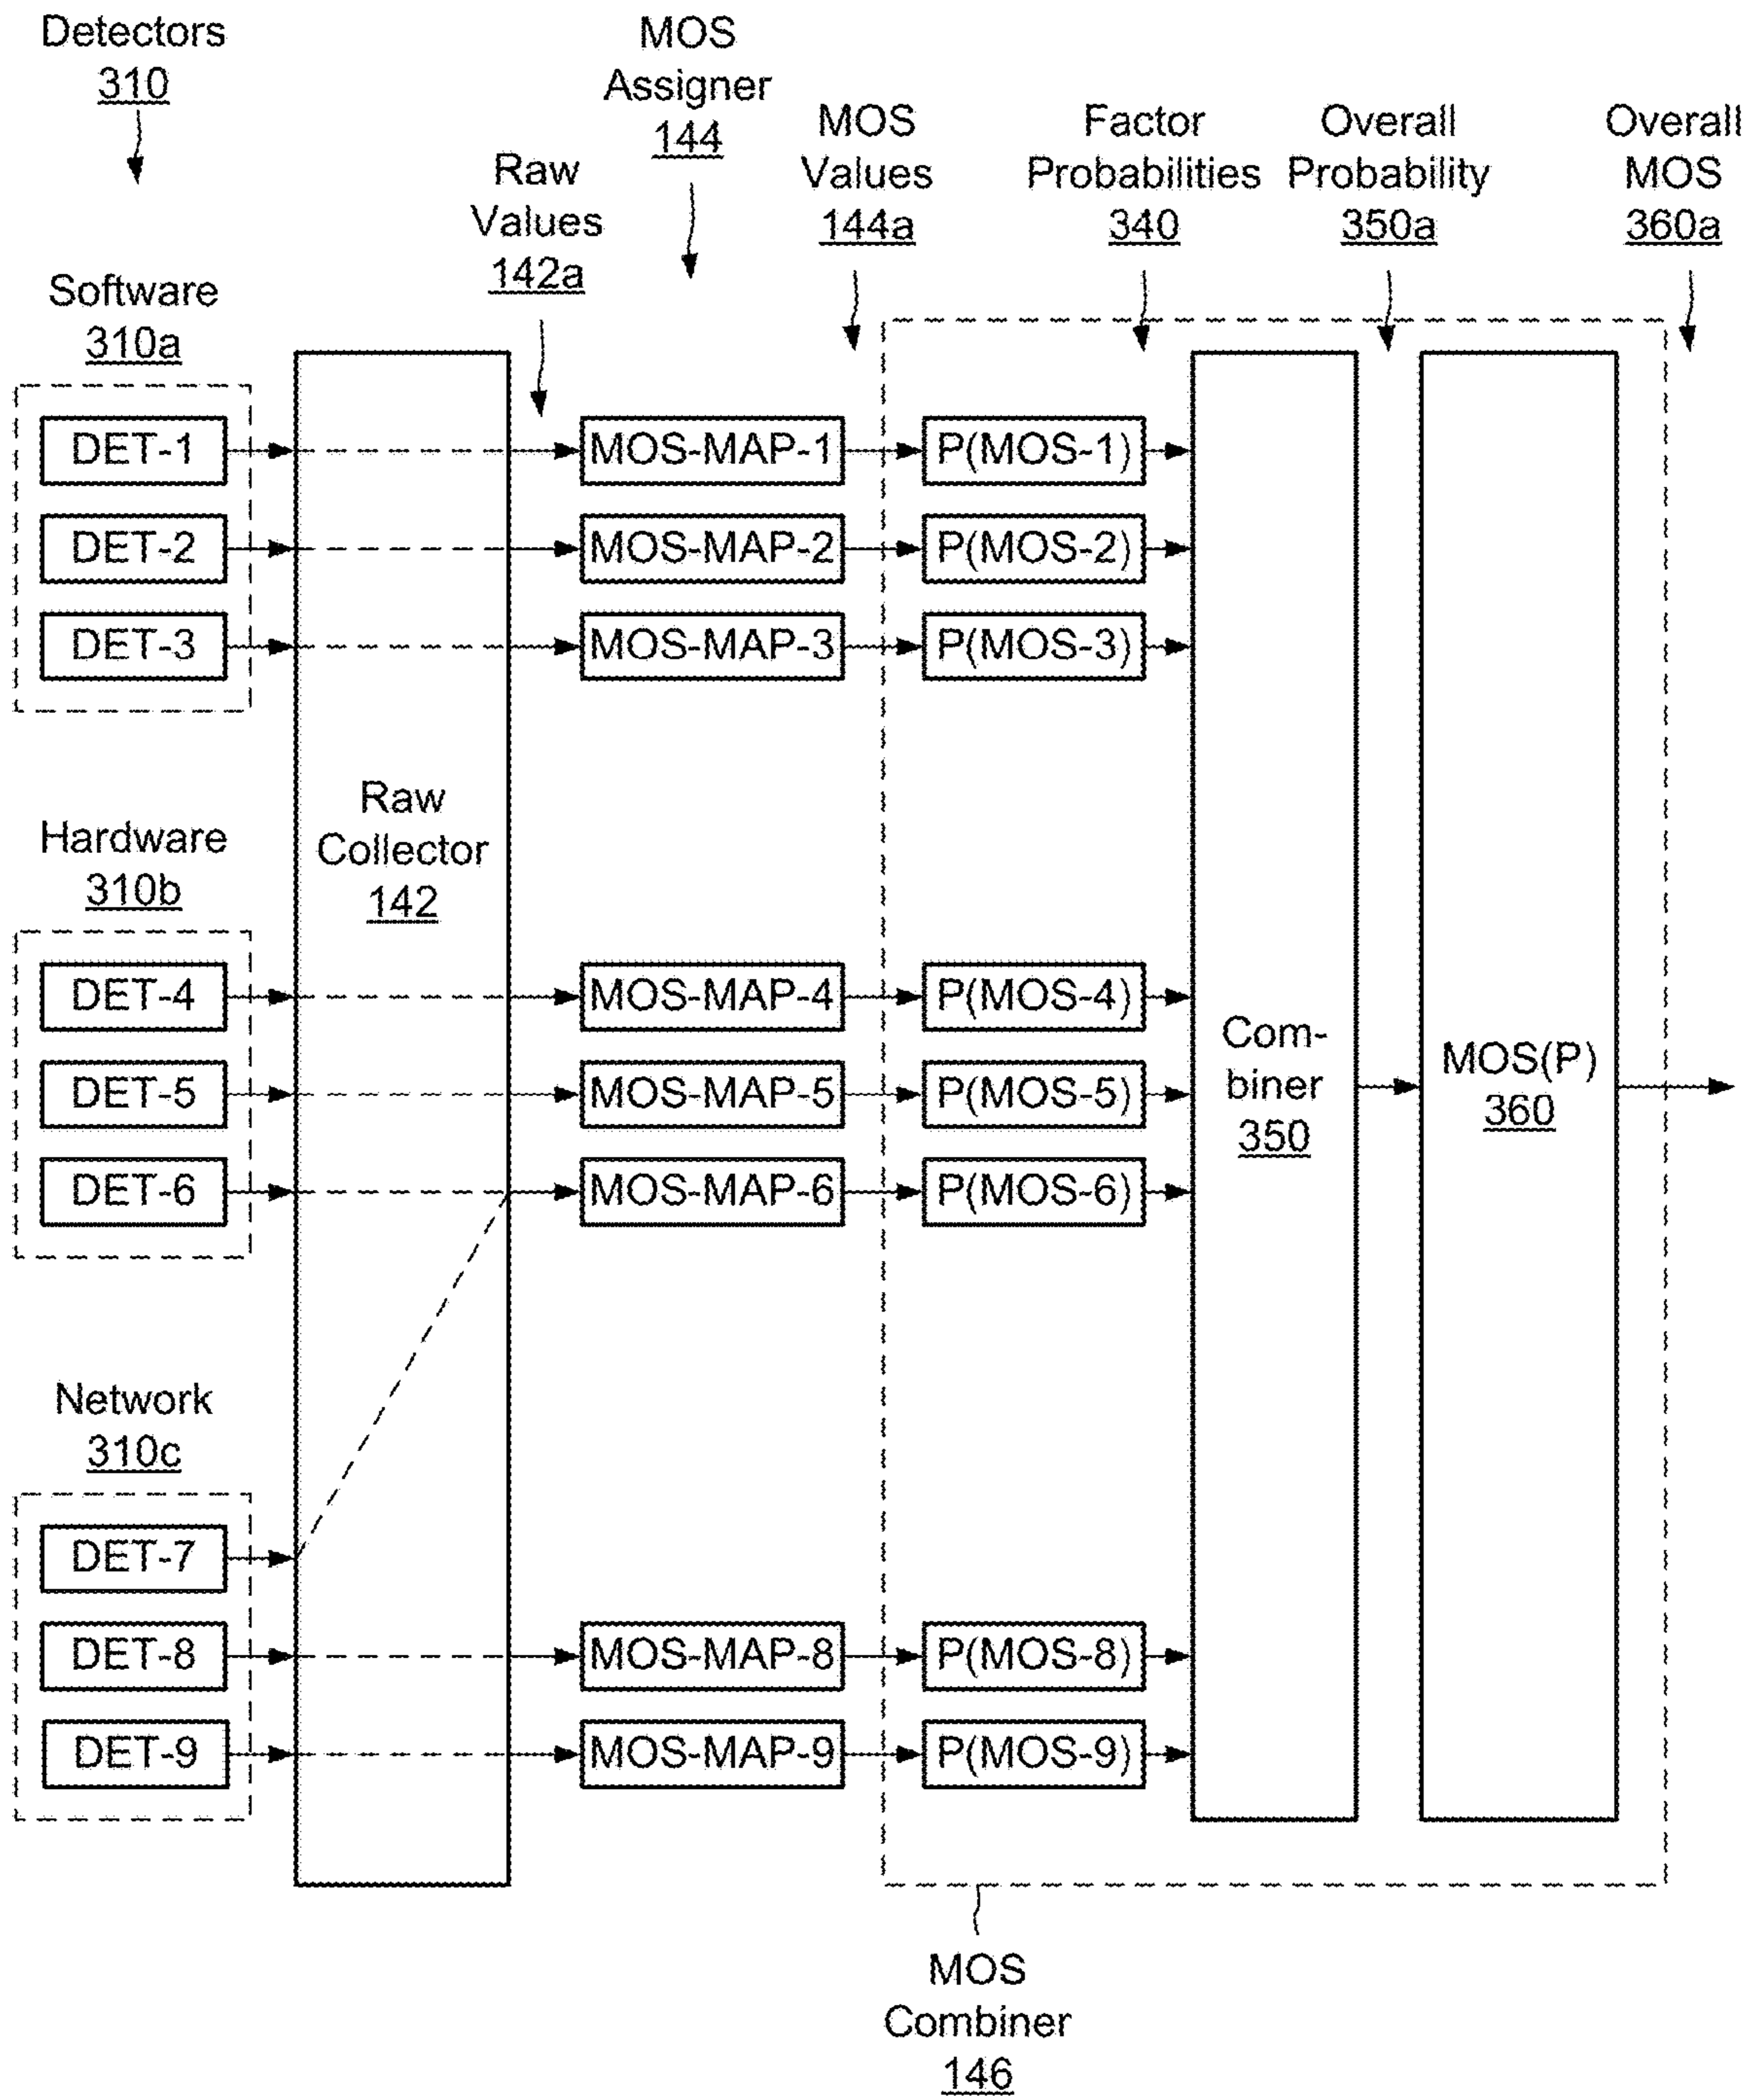 Detectors
310
MOS
Assigner
144
Raw
Values
142a
MOS
Values
144a
Factor
Probabilities
340
Overall
Probability
350a
Overall
MOS
360a
Software
310a
DET-1
DET-2
DET-3
Hardware
310b
DET-4
DET-5
DET-6
Network
310c
DET-7
DET-8
DET-9
Raw
Collector
142
MOS-MAP-1
MOS-MAP-2
MOS-MAP-3
MOS-MAP-4
MOS-MAP-5
MOS-MAP-6
MOS-MAP-8
MOS-MAP-9
P(MOS-1)
P(MOS-2)
P(MOS-3)
P(MOS-4)
P(MOS-5)
P(MOS-6)
P(MOS-8)
P(MOS-9)
Com-
biner
350
MOS(P)
360
MOS
Combiner
146